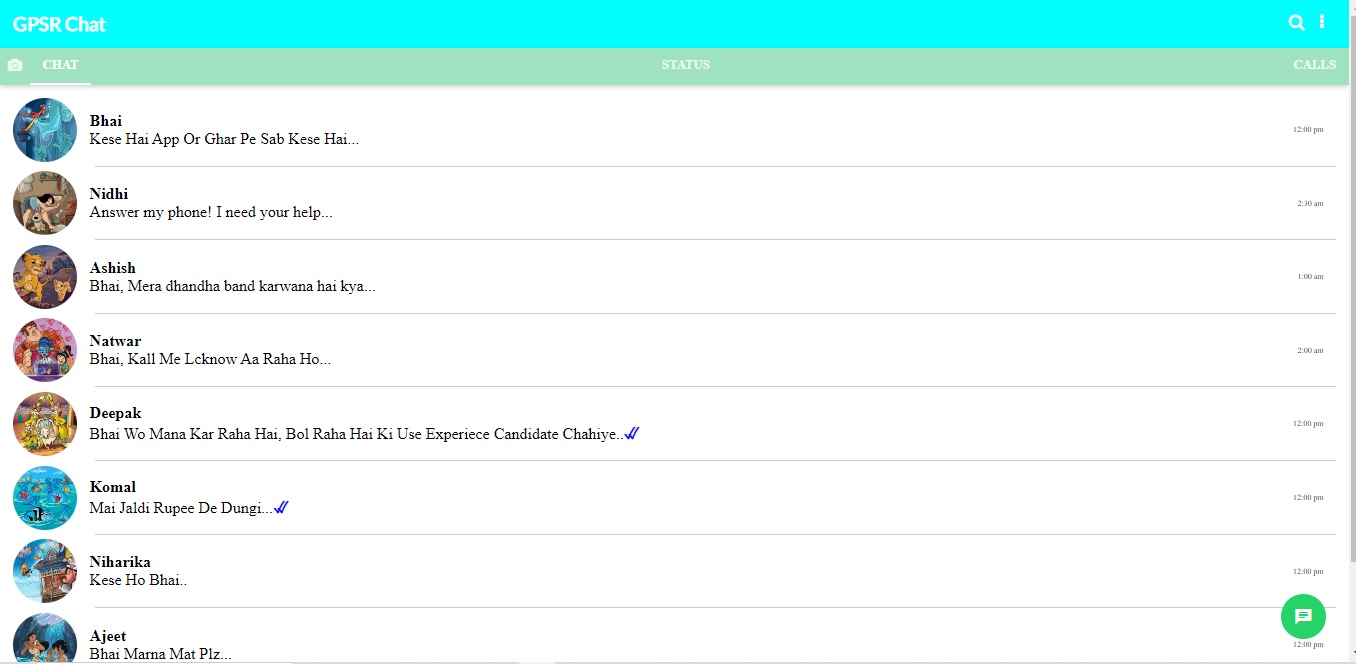 GPSR Chat
CHAT
STATUS
CALLS
Bhai
Kese Hai App Or Ghar Pe Sab Kese Hai...
12:00 pm
Nidhi
Answer my phone! I need your help...
2:30 am
Ashish
Bhai, Mera dhandha band karwana hai kya...
1:00 am
Natwar
Bhai, Kall Me Lcknow Aa Raha Ho...
2:00 am
Deepak
Bhai Wo Mana Kar Raha Hai, Bol Raha Hai Ki Use Experiece Candidate Chahiye..
12:00 pm
Komal
Mai Jaldi Rupee De Dungi...
12:00 pm
Niharika
Kese Ho Bhai..
12:00 pm
Ajeet
Bhai Marna Mat Plz...
12:00 pm